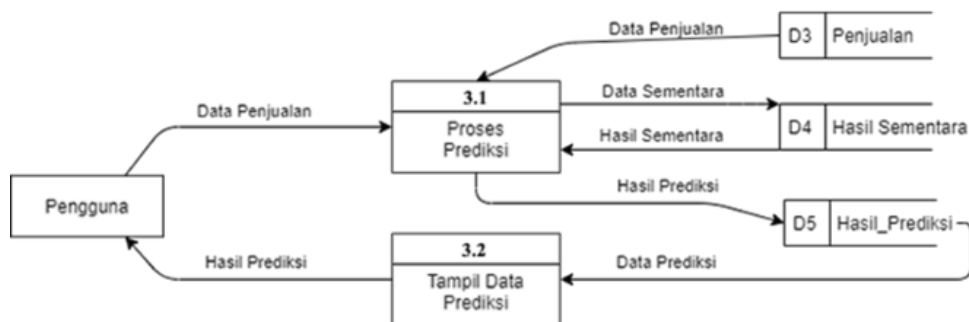 Data Penjualan
D3 Penjualan
3.1
Proses
Prediksi
Data Penjualan
Data Sementara
Hasil Sementara
D4 Hasil Sementara
Pengguna
Hasil Prediksi
D5 Hasil_Prediksi
3.2
Tampil Data
Prediksi
Hasil Prediksi
Data Prediksi